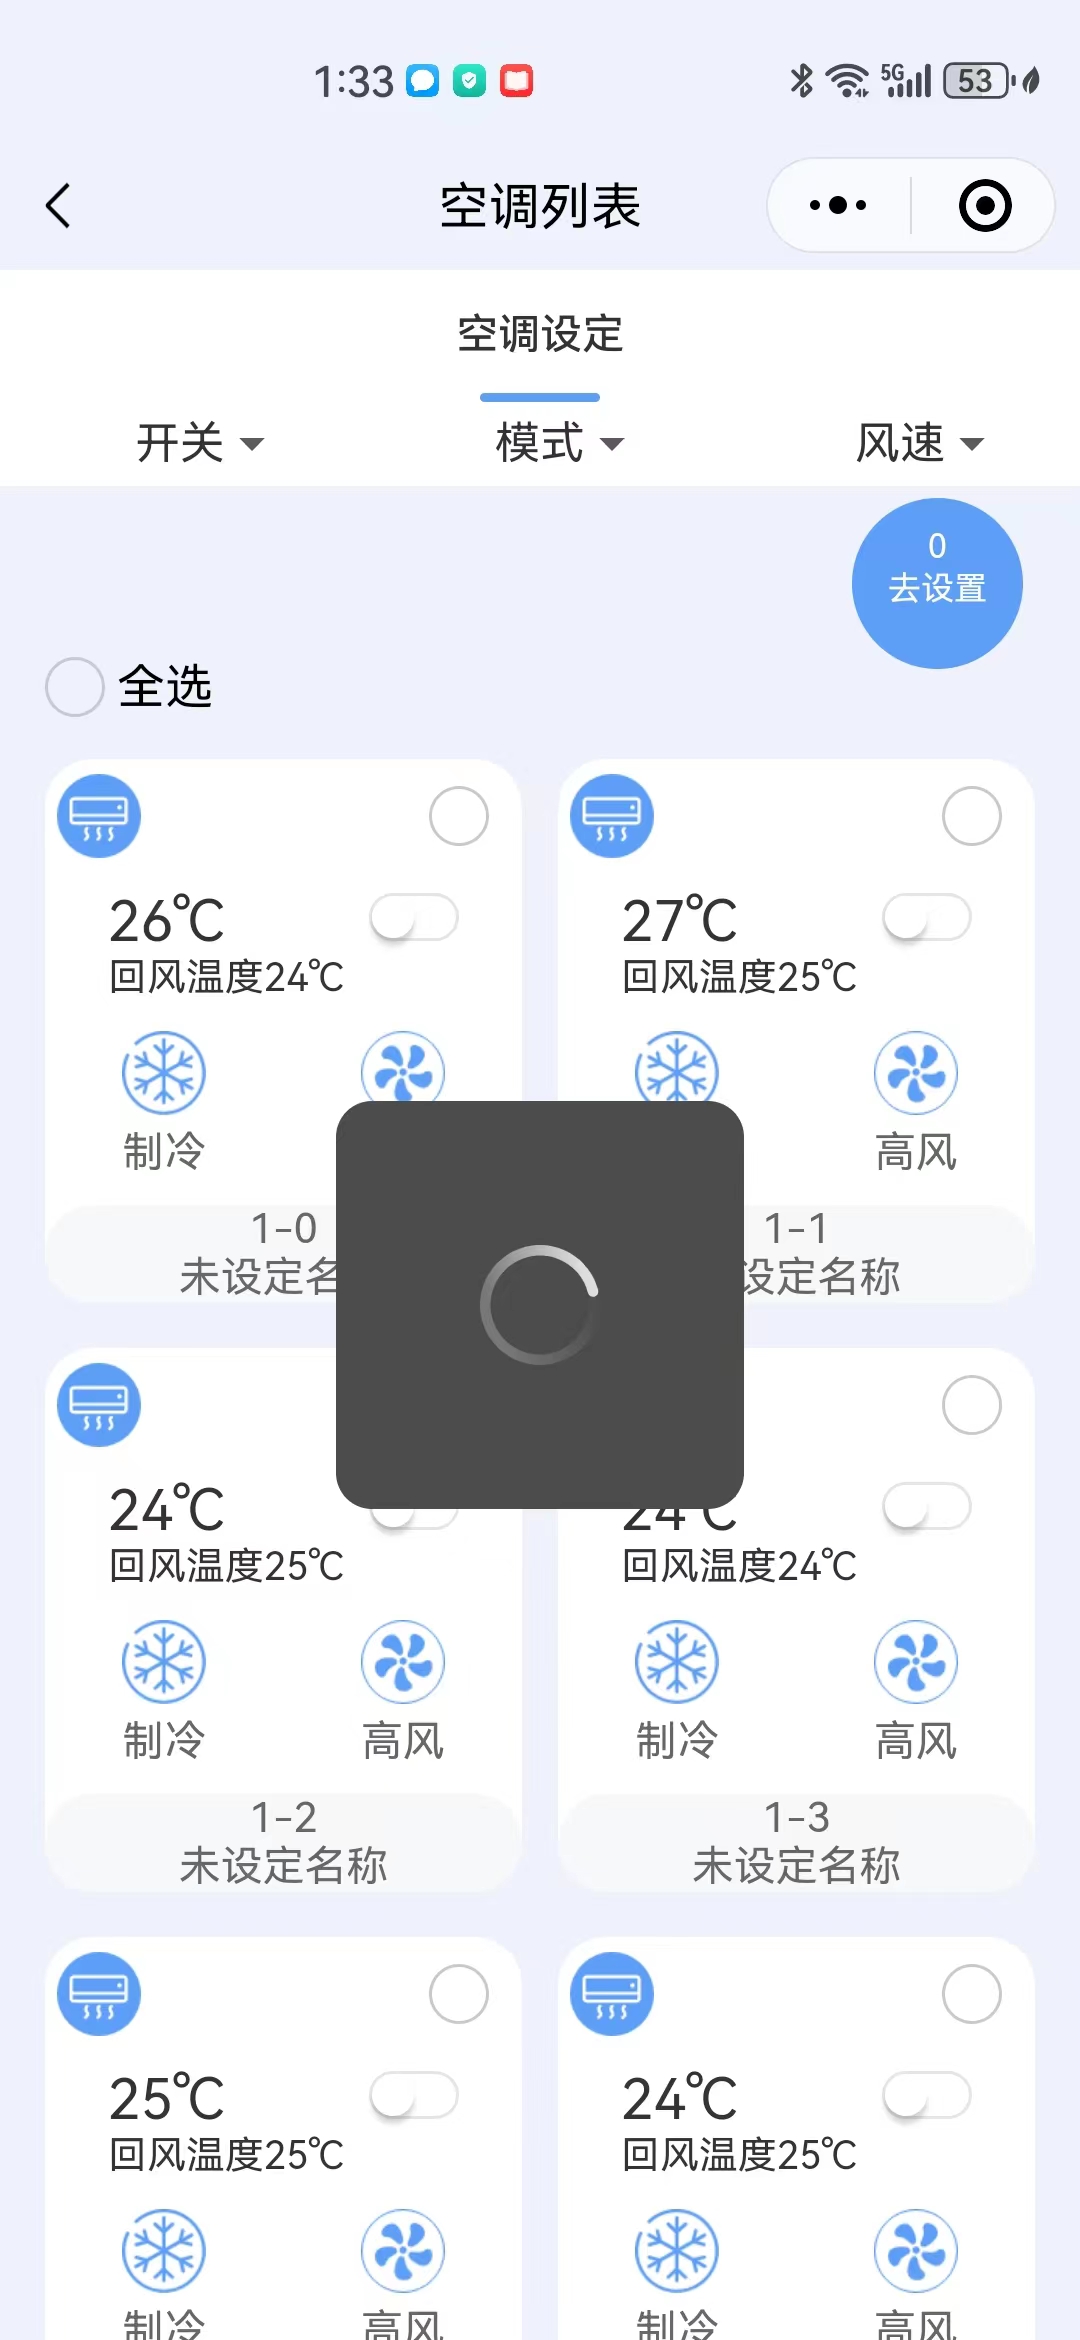 1:33
5G
53
空调列表
空调设定
开关
模式
风速
0
去设置
全选
26℃
27℃
回风温度24℃
回风温度25℃
制冷
高风
1-0
1-1
未设定名
设定名称
24℃
回风温度25℃
回风温度24℃
制冷
高风
制冷
高风
1-2
1-3
未设定名称
未设定名称
25℃
24℃
回风温度25℃
回风温度25℃
制冷
高风
制冷
高风